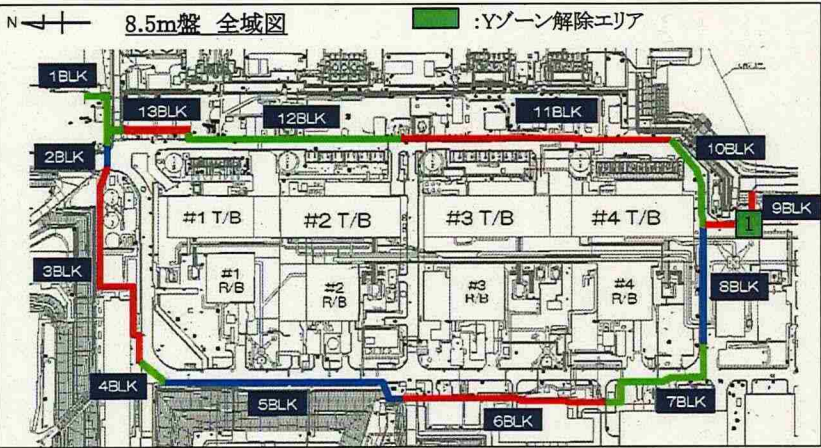 N
8.5m盤 全域図
:Yゾーン解除エリア
1BLK
13BLK
12BLK
11BLK
2BLK
10BLK
#1 T/B
#2 T/B
#3 T/B
#4 T/B
9BLK
1
3BLK
#1
R/B
#2
R/B
#3
R/B
#4
R/B
8BLK
4BLK
5BLK
6BLK
7BLK